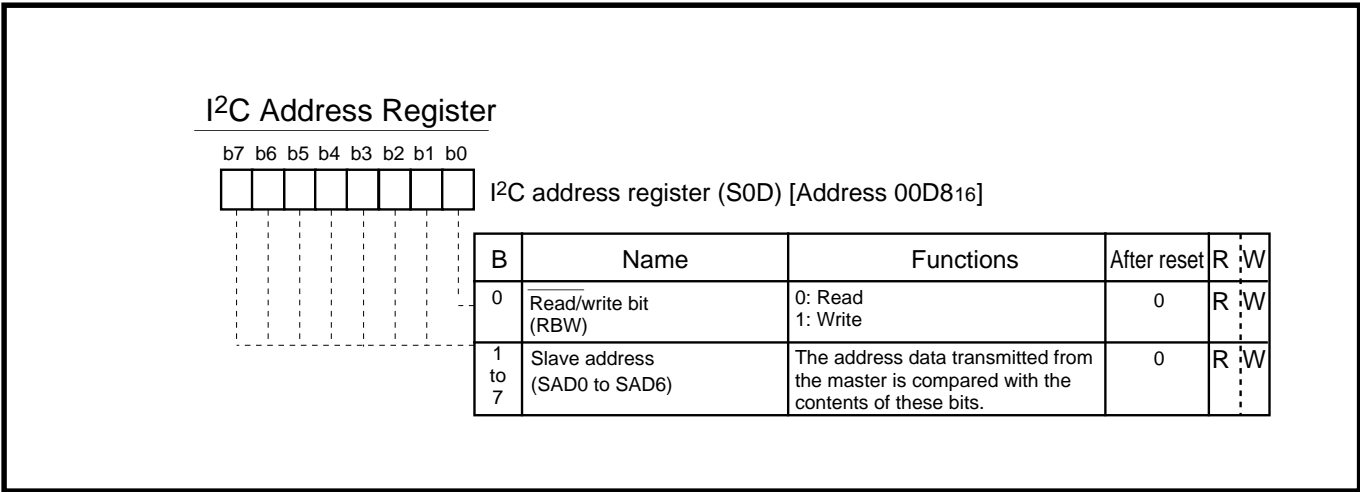 I2C Address Register
b7 b6 b5 b4 b3 b2 b1 b0
I2C address register (S0D) [Address 00D816]
B Name Functions After reset R W
0 Read/write bit (RBW) 0: Read 1: Write 0 R W
1 to 7 Slave address (SAD0 to SAD6) The address data transmitted from the master is compared with the contents of these bits. 0 R W